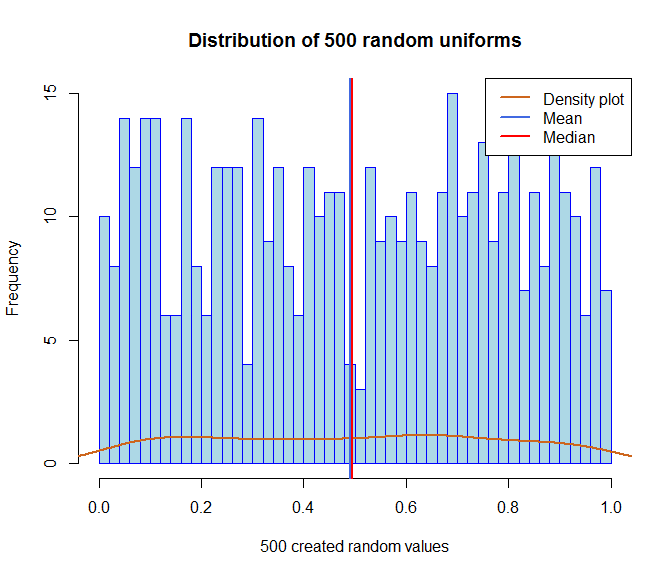 Distribution of 500 random uniforms
Density plot
Mean
Median
Frequency
15
10
5
0
0.0 0.2 0.4 0.6 0.8 1.0
500 created random values